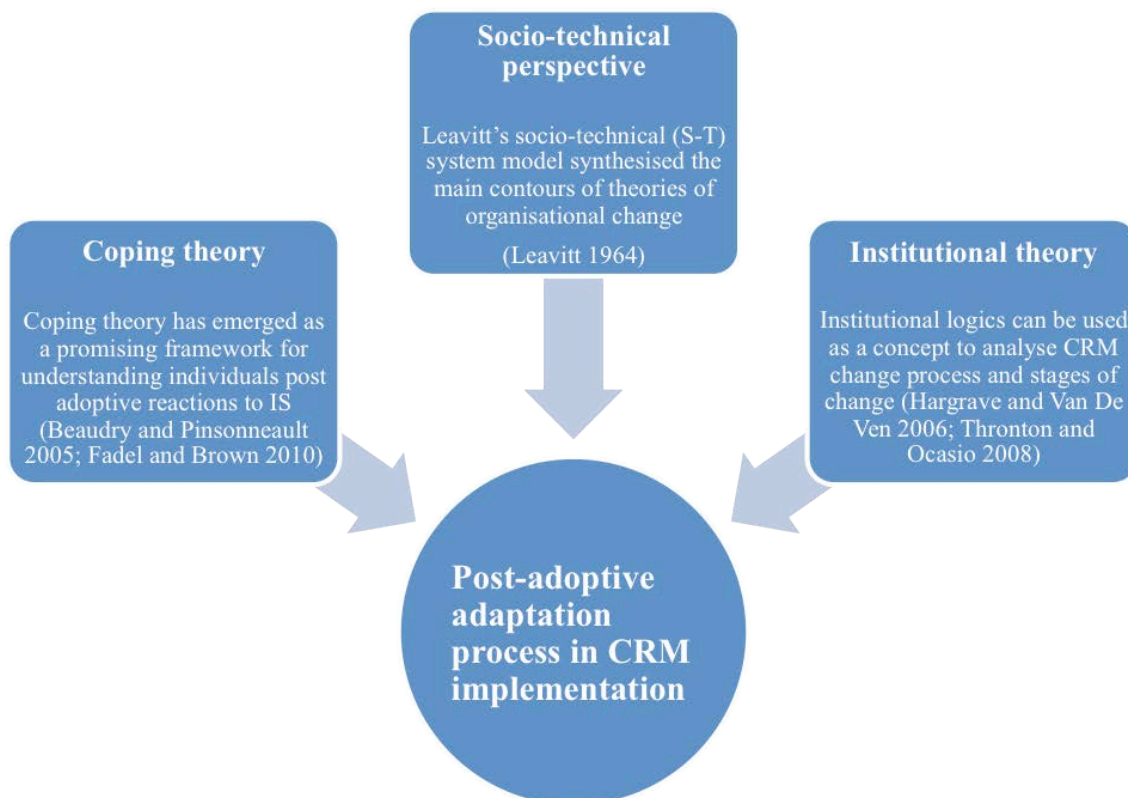 Socio-technical
perspective
Leavitt’s socio-technical (S-T)
system model synthesised the
main contours of theories of
organisational change
(Leavitt 1964)
Coping theory
Coping theory has emerged as
a promising framework for
understanding individuals post
adoptive reactions to IS
(Beaudry and Pinsonneault
2005; Fadel and Brown 2010)
Institutional theory
Institutional logics can be used
as a concept to analyse CRM
change process and stages of
change (Hargrave and Van De
Ven 2006; Thronton and
Ocasio 2008)
Post-adoptive
adaptation
process in CRM
implementation